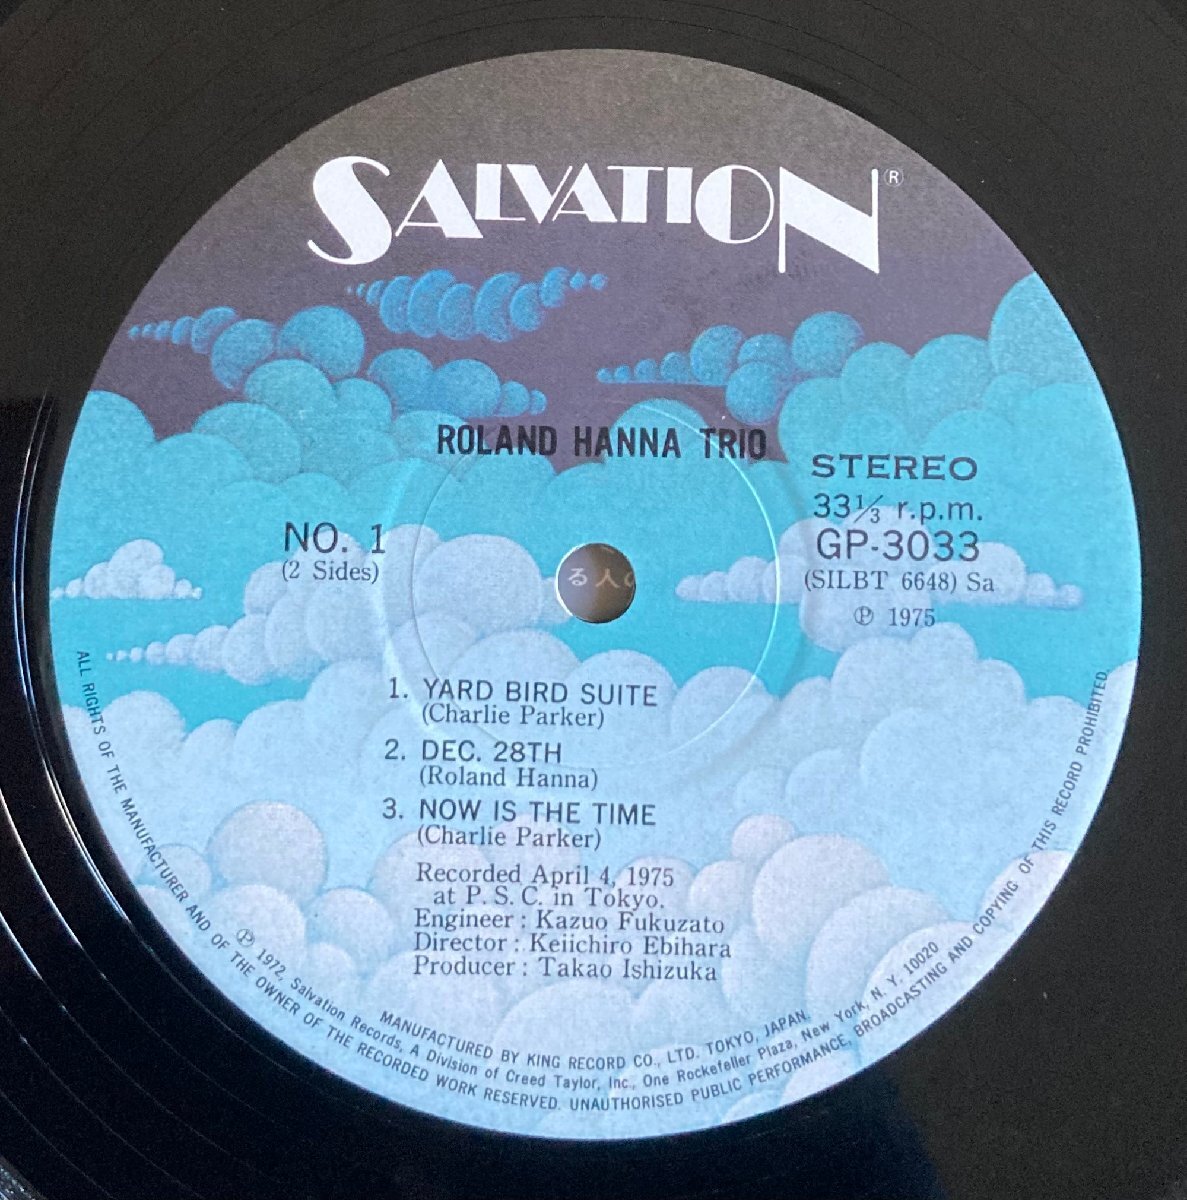 SALVATION®
ROLAND HANNA TRIO
STEREO
33⅓ r.p.m.
GP-3033
(SILBT 6648) Sa
Ⓟ 1975
NO. 1
(2 Sides)
る人の
1. YARD BIRD SUITE
(Charlie Parker)
2. DEC. 28TH
(Roland Hanna)
3. NOW IS THE TIME
(Charlie Parker)
Recorded April 4, 1975
at P. S. C. in Tokyo.
Engineer : Kazuo Fukuzato
Director : Keiichiro Ebihara
Producer : Takao Ishizuka
MANUFACTURED BY KING RECORD CO., LTD. TOKYO, JAPAN.
Ⓟ 1972, Salvation Records, A Division of Creed Taylor, Inc., One Rockefeller Plaza, New York, N. Y. 10020
ALL RIGHTS OF THE MANUFACTURER AND OF THE OWNER OF THE RECORDED WORK RESERVED. UNAUTHORISED PUBLIC PERFORMANCE, BROADCASTING AND COPYING OF THIS RECORD PROHIBITED.